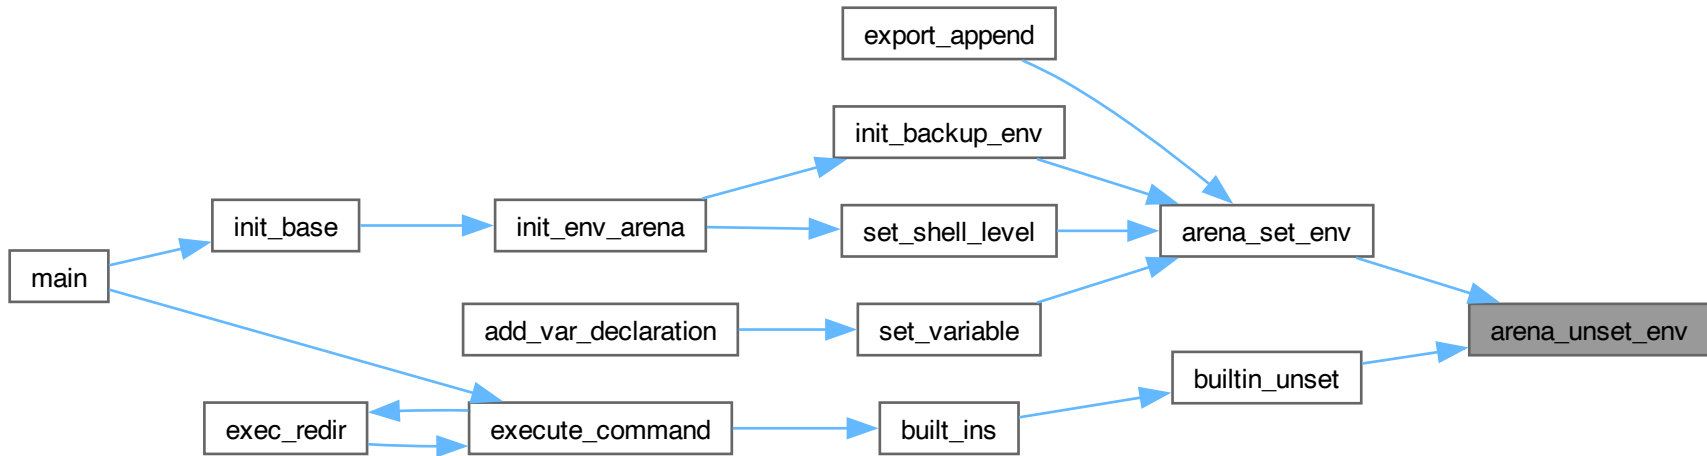 export_append
init_backup_env
init_base
init_env_arena
set_shell_level
arena_set_env
main
add_var_declaration
set_variable
arena_unset_env
builtin_unset
exec_redir
execute_command
built_ins